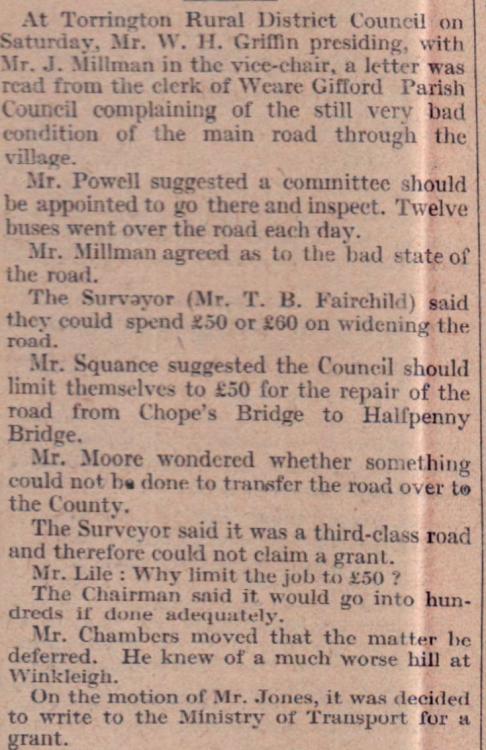 At Torrington Rural District Council on
Saturday, Mr. W. H. Griffin presiding, with
Mr. J. Millman in the vice-chair, a letter was
read from the clerk of Weare Gifford Parish
Council complaining of the still very bad
condition of the main road through the
village.
Mr. Powell suggested a committee should
be appointed to go there and inspect. Twelve
buses went over the road each day.
Mr. Millman agreed as to the bad state of
the road.
The Surveyor (Mr. T. B. Fairchild) said
they could spend £50 or £60 on widening the
road.
Mr. Squance suggested the Council should
limit themselves to £50 for the repair of the
road from Chope's Bridge to Halfpenny
Bridge.
Mr. Moore wondered whether something
could not be done to transfer the road over to
the County.
The Surveyor said it was a third-class road
and therefore could not claim a grant.
Mr. Lile : Why limit the job to £50 ?
The Chairman said it would go into hun-
dreds if done adequately.
Mr. Chambers moved that the matter be
deferred. He knew of a much worse hill at
Winkleigh.
On the motion of Mr. Jones, it was decided
to write to the Ministry of Transport for a
grant.